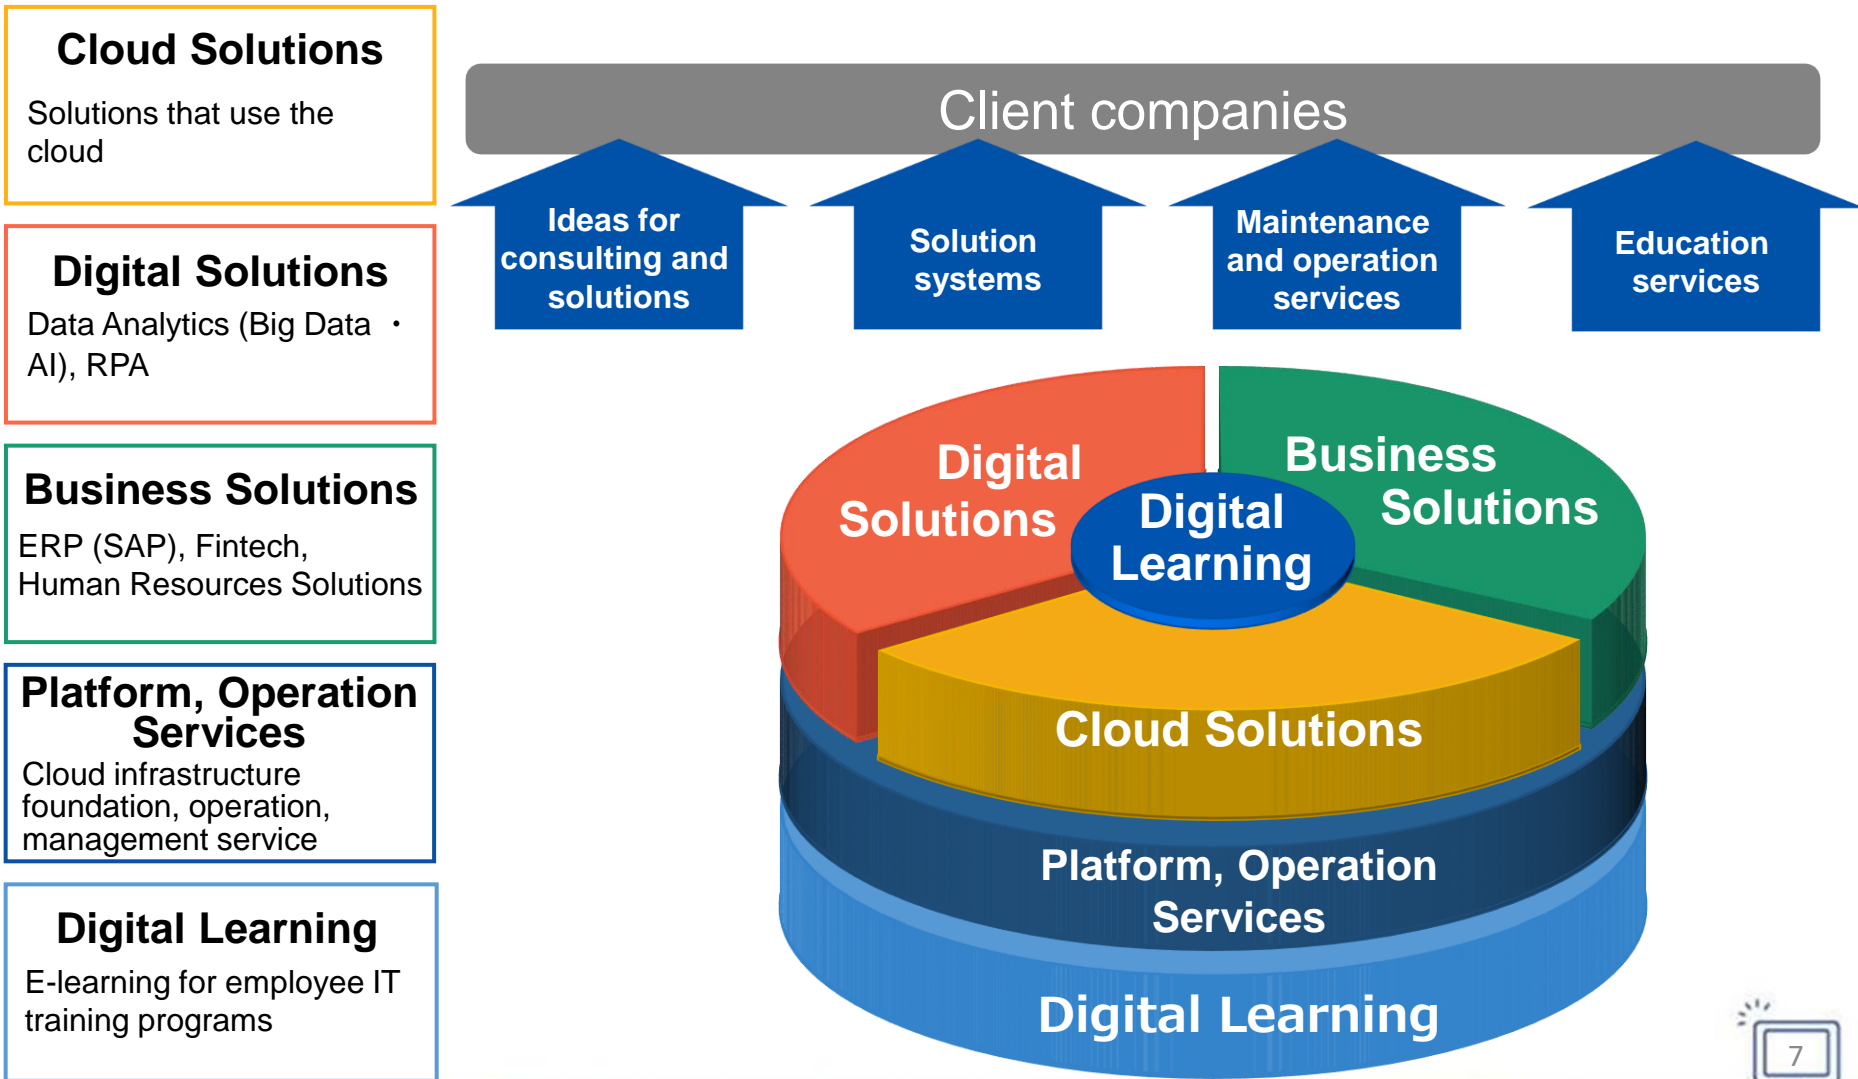 Cloud Solutions
Solutions that use the
cloud
Digital Solutions
Data Analytics (Big Data ・
AI), RPA
Business Solutions
ERP (SAP), Fintech,
Human Resources Solutions
Platform, Operation
Services
Cloud infrastructure
foundation, operation,
management service
Digital Learning
E-learning for employee IT
training programs
Client companies
Ideas for
consulting and
solutions
Solution
systems
Maintenance
and operation
services
Education
services
Digital
Solutions
Business
Solutions
Digital
Learning
Cloud Solutions
Platform, Operation
Services
Digital Learning
7